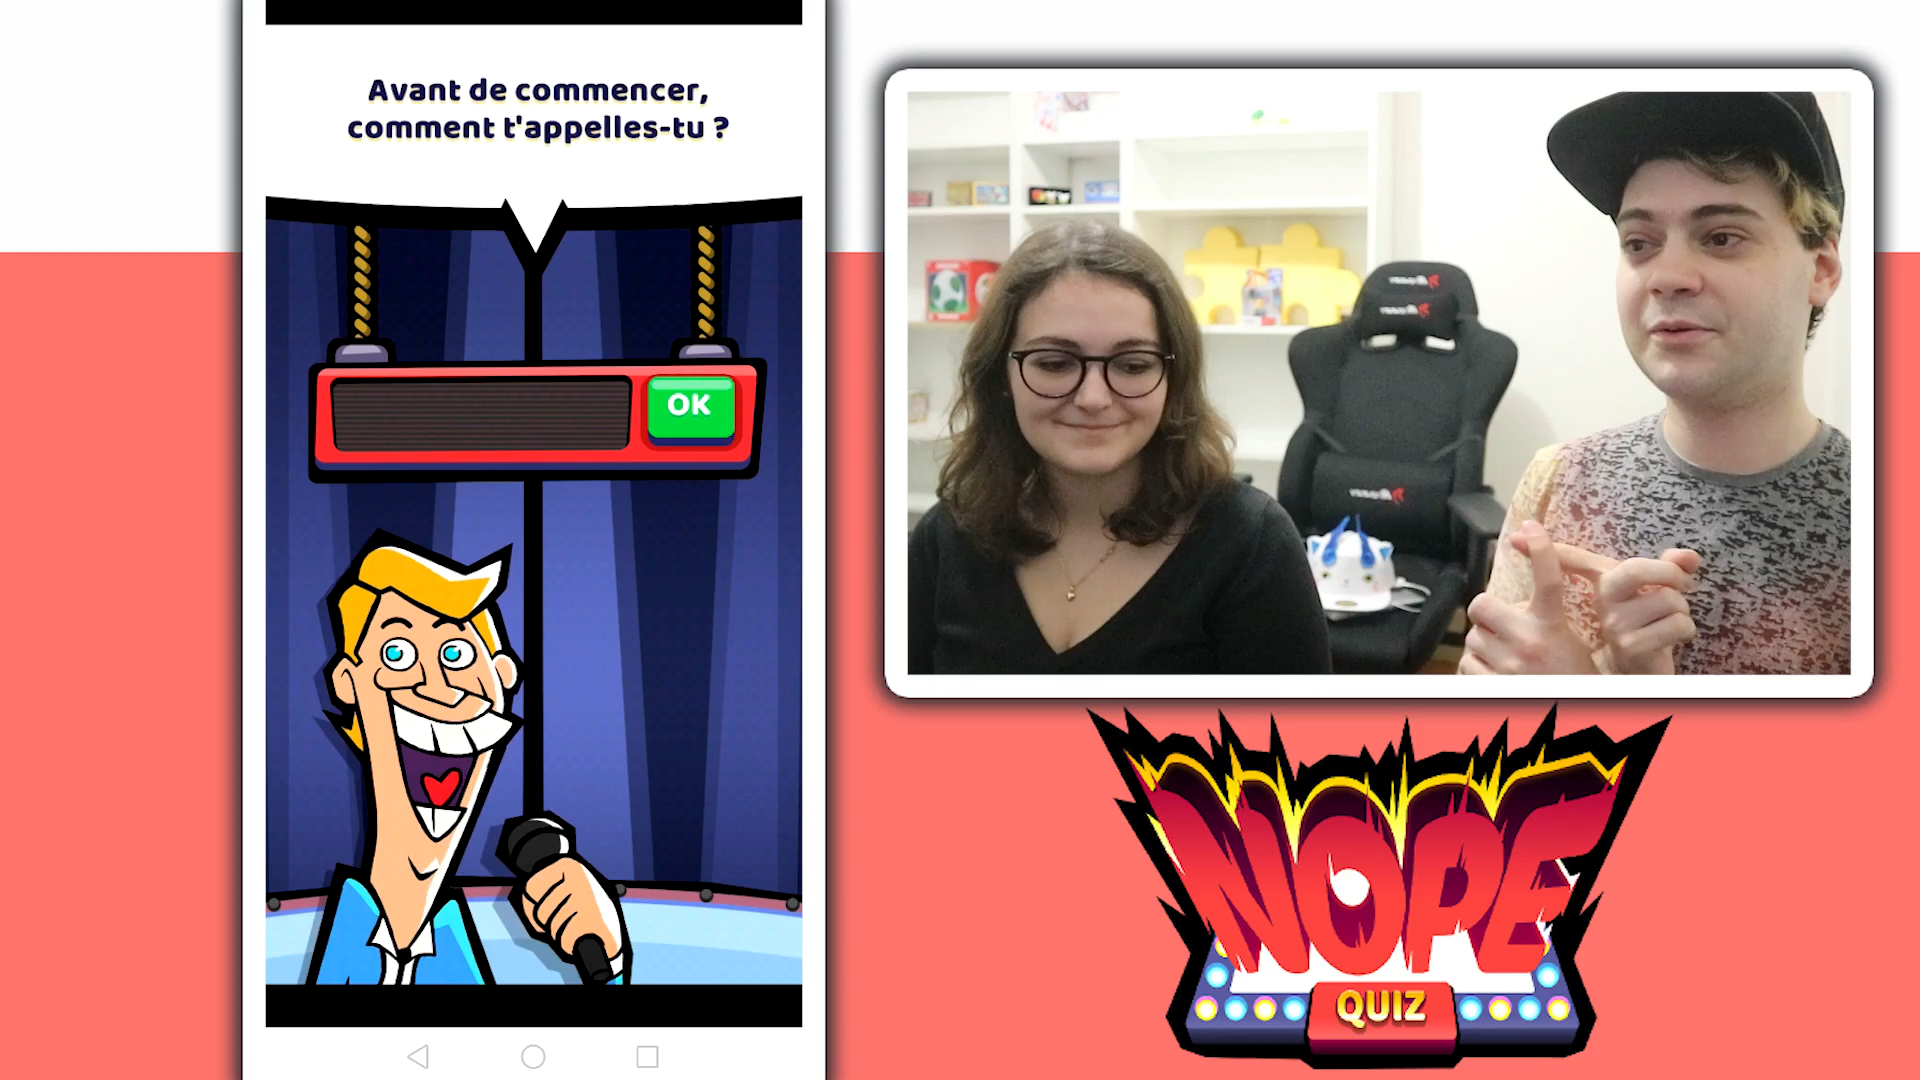 Avant de commencer,
comment t'appelles-tu ?
OK
NOPE
QUIZ